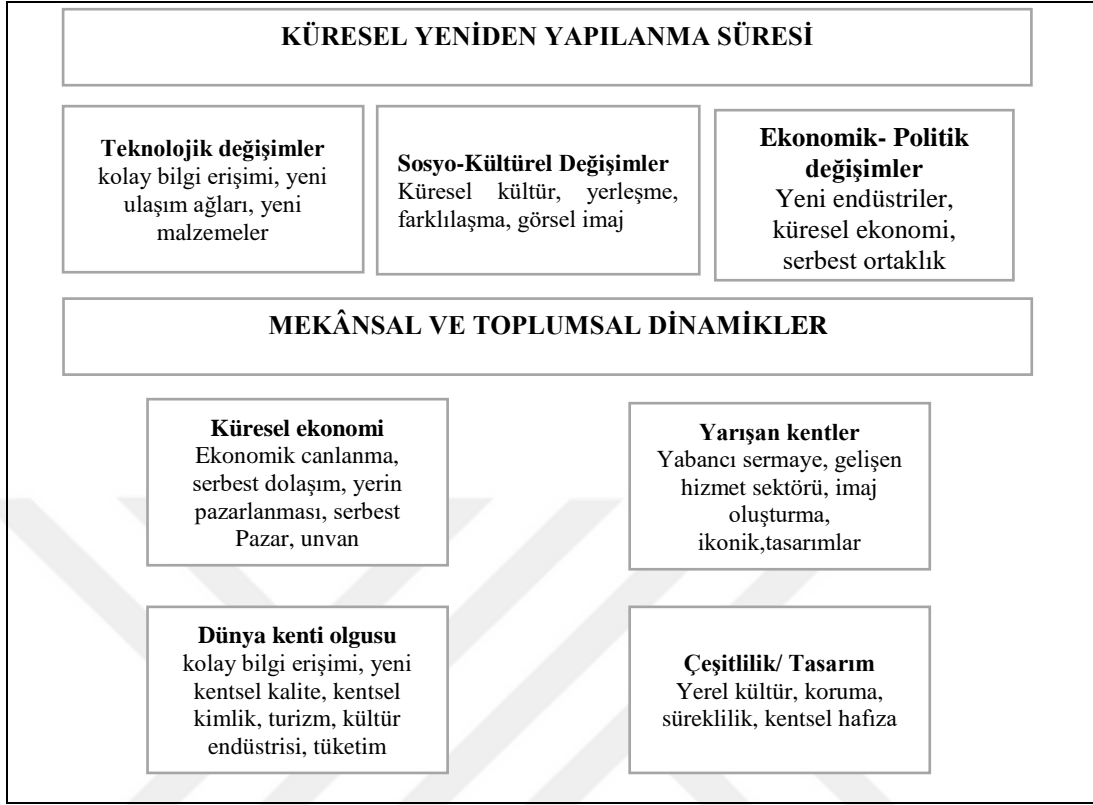 KÜRESEL YENİDEN YAPILANMA SÜRESİ
Teknolojik değişimler
kolay bilgi erişimi, yeni
ulaşım ağları, yeni
malzemeler
Sosyo-Kültürel Değişimler
Küresel kültür, yerleşme,
farklılaşma, görsel imaj
Ekonomik- Politik
değişimler
Yeni endüstriler,
küresel ekonomi,
serbest ortaklık
MEKÂNSAL VE TOPLUMSAL DİNAMİKLER
Küresel ekonomi
Ekonomik canlanma,
serbest dolaşım, yerin
pazarlanması, serbest
Pazar, unvan
Yarışan kentler
Yabancı sermaye, gelişen
hizmet sektörü, imaj
oluşturma,
ikonik,tasarımlar
Dünya kenti olgusu
kolay bilgi erişimi, yeni
kentsel kalite, kentsel
kimlik, turizm, kültür
endüstrisi, tüketim
Çeşitlilik/ Tasarım
Yerel kültür, koruma,
süreklilik, kentsel hafıza